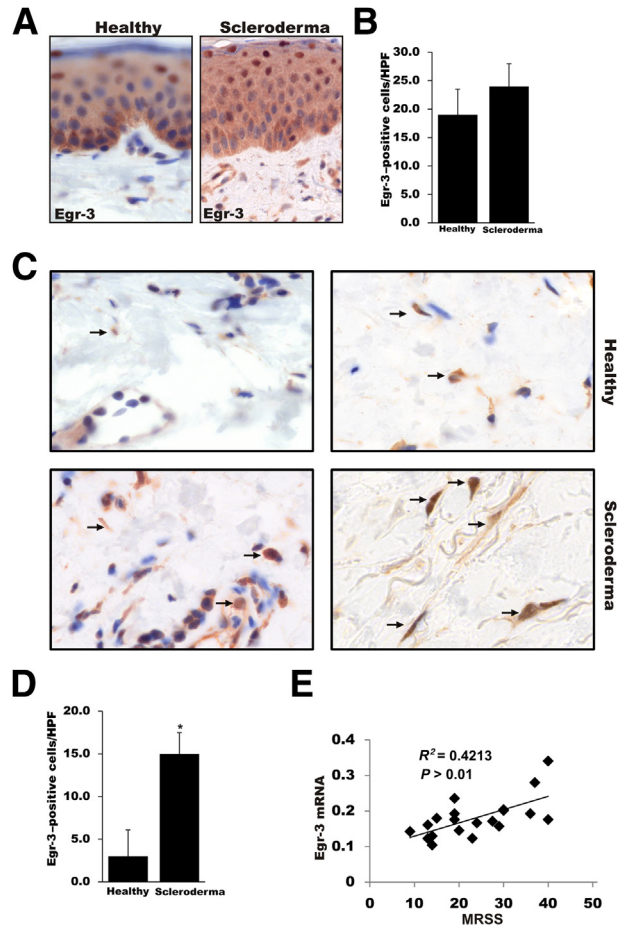 A
Healthy
Scleroderma
Egr-3
Egr-3
B
Egr-3–positive cells/HPF
30.0
25.0
20.0
15.0
10.0
5.0
0.0
Healthy
Scleroderma
C
Healthy
Scleroderma
D
Egr-3–positive cells/HPF
20.0
15.0
10.0
5.0
0.0
*
Healthy
Scleroderma
E
Egr-3 mRNA
0.4
0.3
0.2
0.1
0
R² = 0.4213
P > 0.01
0 10 20 30 40 50
MRSS